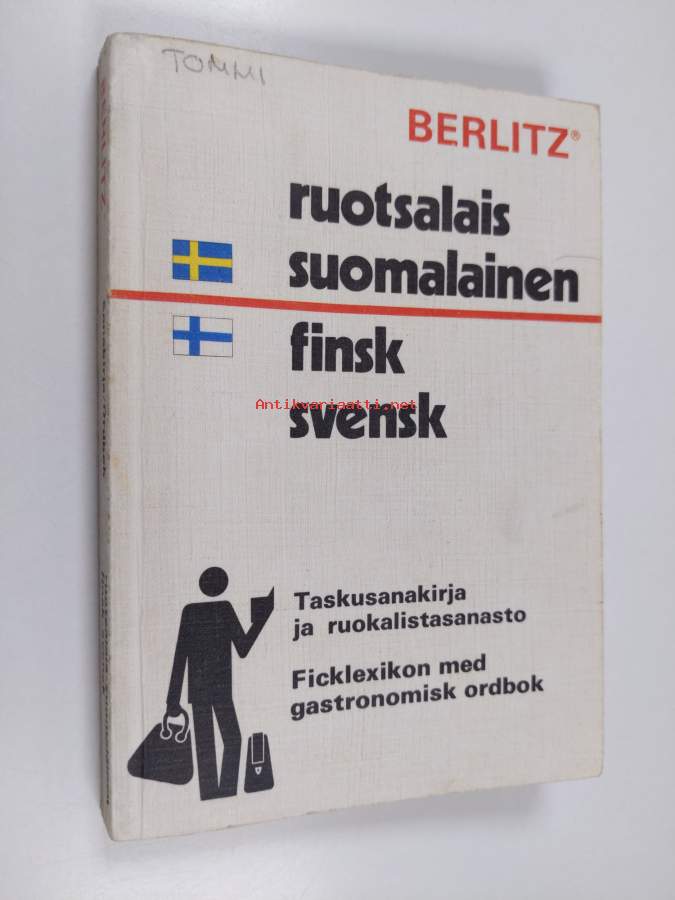 TOMMI
BERLITZ®
ruotsalais
suomalainen
finsk
Antikvariaatti.net
svensk
Taskusanakirja
ja ruokalistasanasto
Ficklexikon med
gastronomisk ordbok
BERLITZ